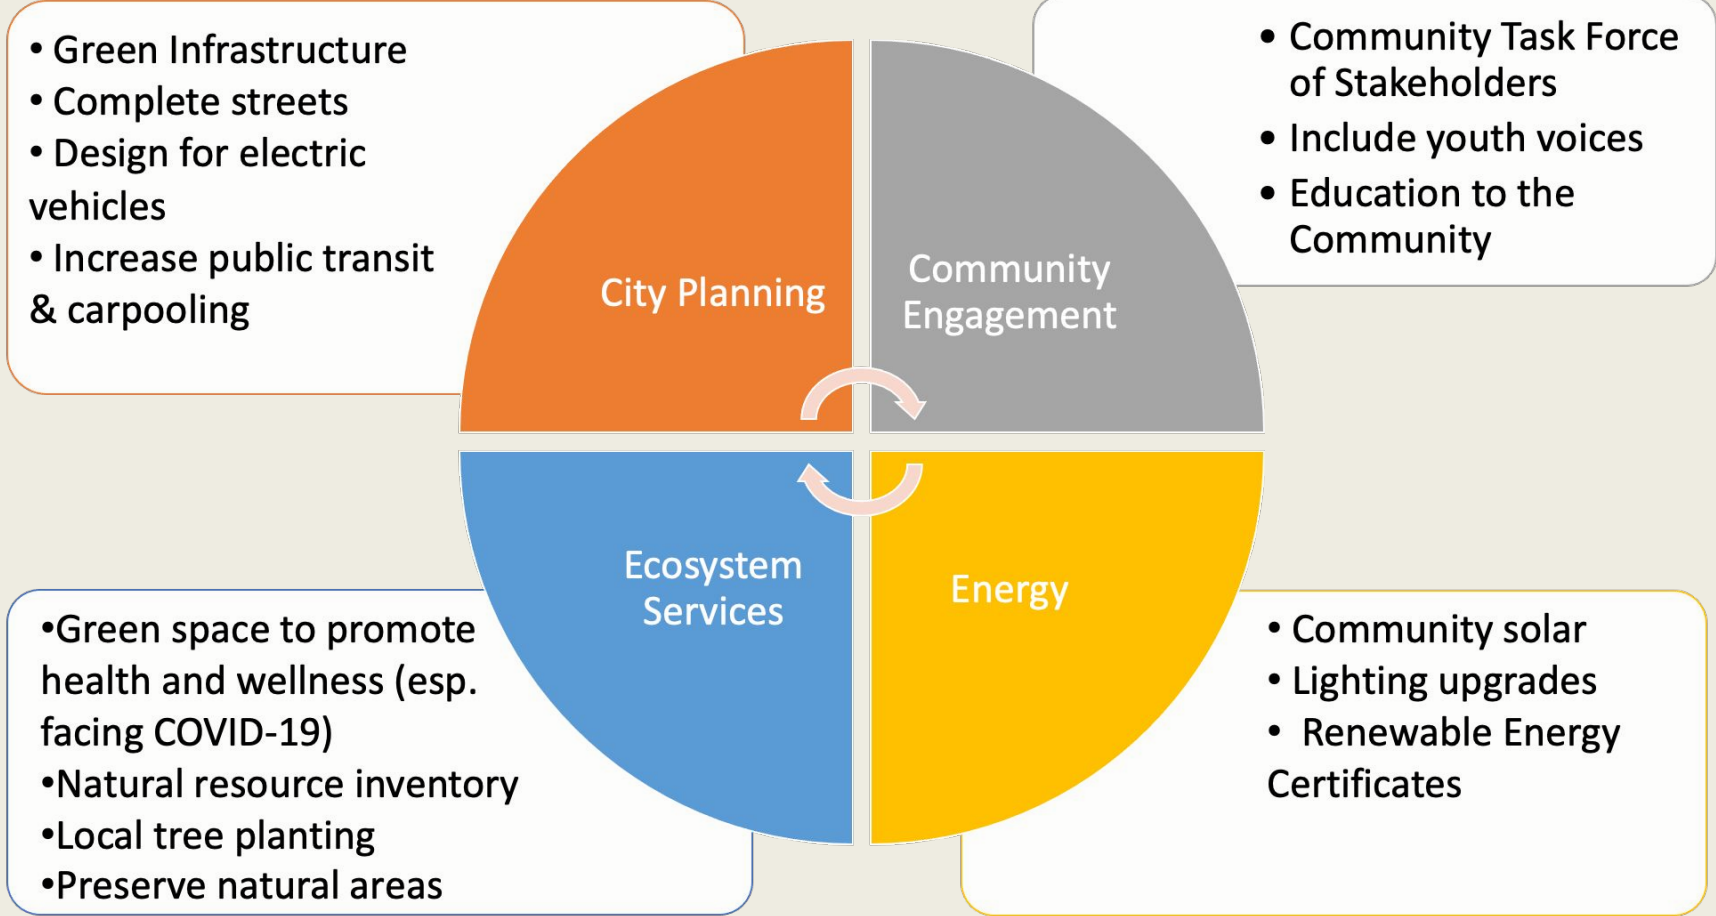 • Green Infrastructure
• Complete streets
• Design for electric
vehicles
• Increase public transit
& carpooling
City Planning
Community
Engagement
• Community Task Force
of Stakeholders
• Include youth voices
• Education to the
Community
•Green space to promote
health and wellness (esp.
facing COVID-19)
•Natural resource inventory
•Local tree planting
•Preserve natural areas
Ecosystem
Services
Energy
• Community solar
• Lighting upgrades
• Renewable Energy
Certificates